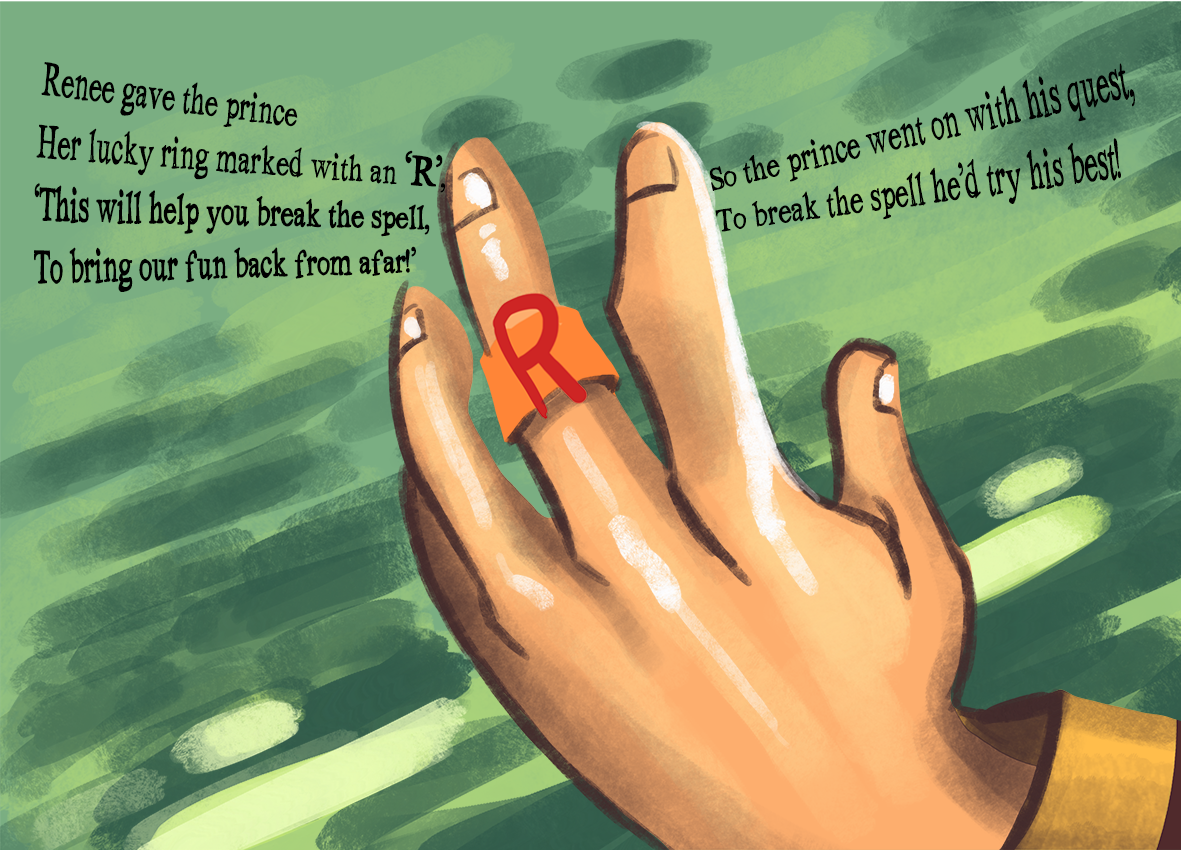 Renee gave the prince
Her lucky ring marked with an ‘R’,
‘This will help you break the spell,
To bring our fun back from afar!’
R
So the prince went on with his quest,
To break the spell he’d try his best!